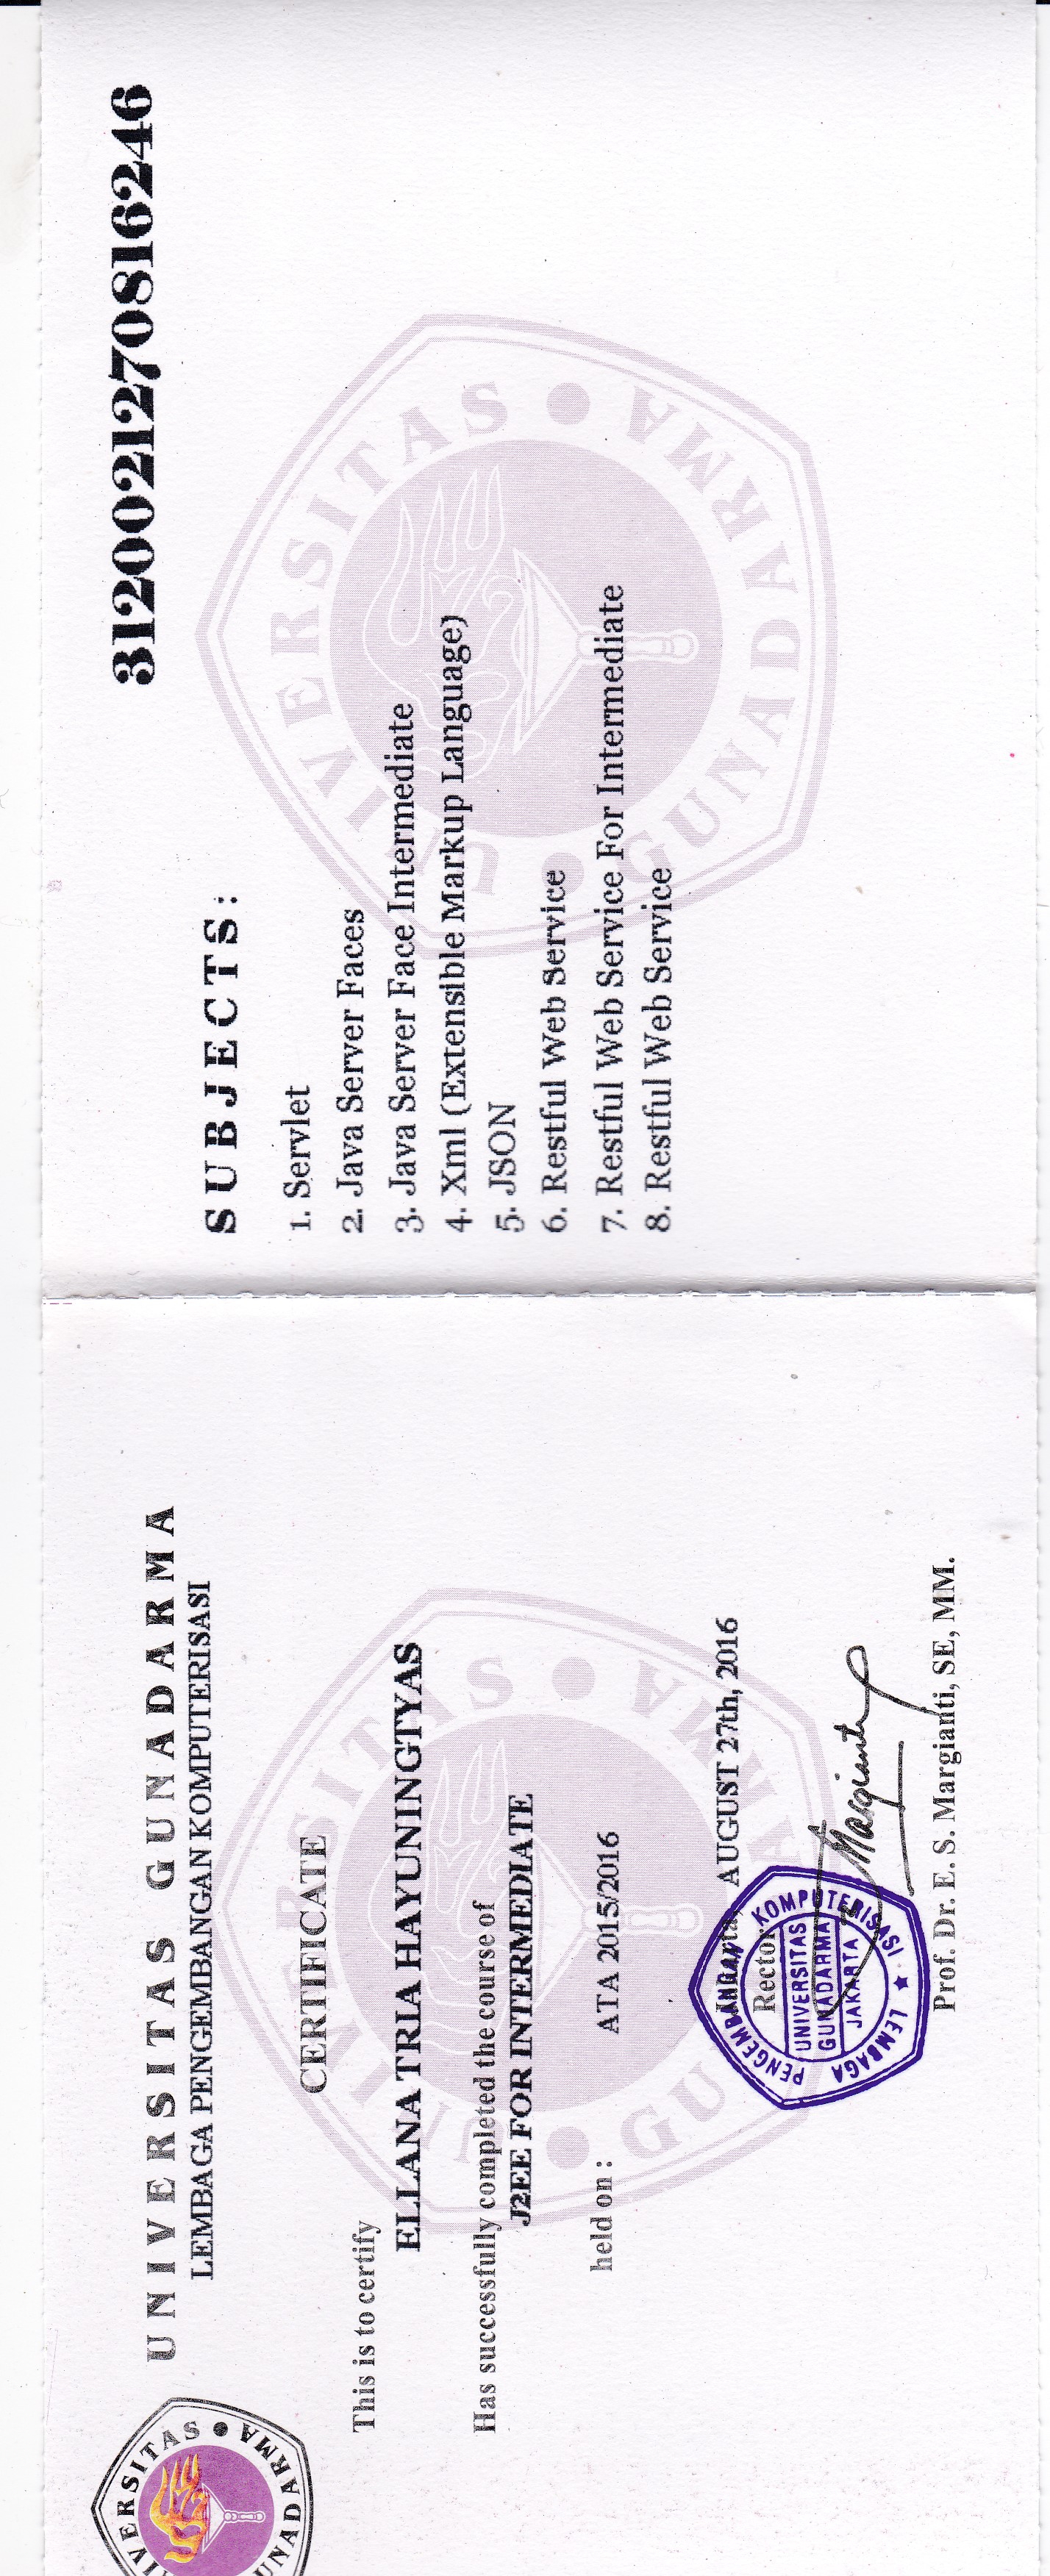 UNIVERSITAS GUNADARMA
LEMBAGA PENGEMBANGAN KOMPUTERISASI
CERTIFICATE
This is to certify
ELLANA TRIA HAYUNINGTYAS
Has successfully completed the course of
J2EE FOR INTERMEDIATE
held on : ATA 2015/2016
Jakarta, AUGUST 27th, 2016
Rector
LEMBAGA PENGEMBANGAN KOMPUTERISASI
UNIVERSITAS
GUNADARMA
JAKARTA
Margianti
Prof. Dr. E. S. Margianti, SE, MM.
UNIVERSITAS GUNADARMA
3120021270816246
SUBJECTS:
1. Servlet
2. Java Server Faces
3. Java Server Face Intermediate
4. Xml (Extensible Markup Language)
5. JSON
6. Restful Web Service
7. Restful Web Service For Intermediate
8. Restful Web Service
UNIVERSITAS GUNADARMA